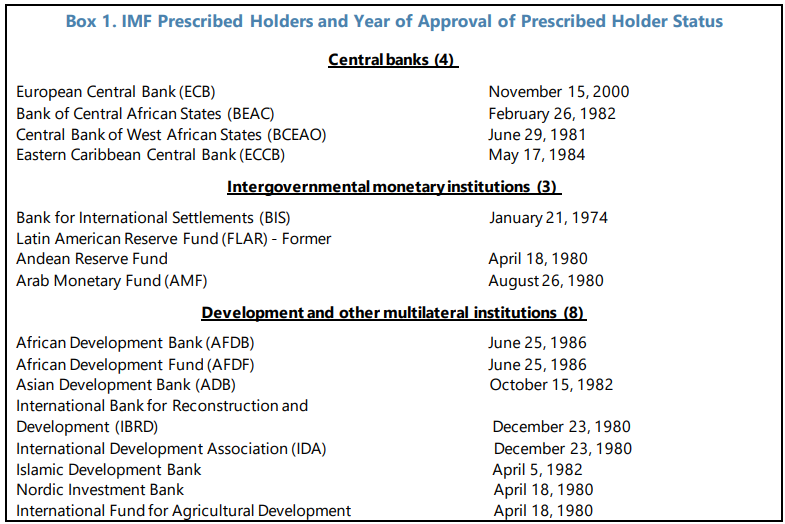 Box 1. IMF Prescribed Holders and Year of Approval of Prescribed Holder Status
Central banks (4)
European Central Bank (ECB) November 15, 2000
Bank of Central African States (BEAC) February 26, 1982
Central Bank of West African States (BCEAO) June 29, 1981
Eastern Caribbean Central Bank (ECCB) May 17, 1984
Intergovernmental monetary institutions (3)
Bank for International Settlements (BIS) January 21, 1974
Latin American Reserve Fund (FLAR) - Former
Andean Reserve Fund April 18, 1980
Arab Monetary Fund (AMF) August 26, 1980
Development and other multilateral institutions (8)
African Development Bank (AFDB) June 25, 1986
African Development Fund (AFDF) June 25, 1986
Asian Development Bank (ADB) October 15, 1982
International Bank for Reconstruction and
Development (IBRD) December 23, 1980
International Development Association (IDA) December 23, 1980
Islamic Development Bank April 5, 1982
Nordic Investment Bank April 18, 1980
International Fund for Agricultural Development April 18, 1980